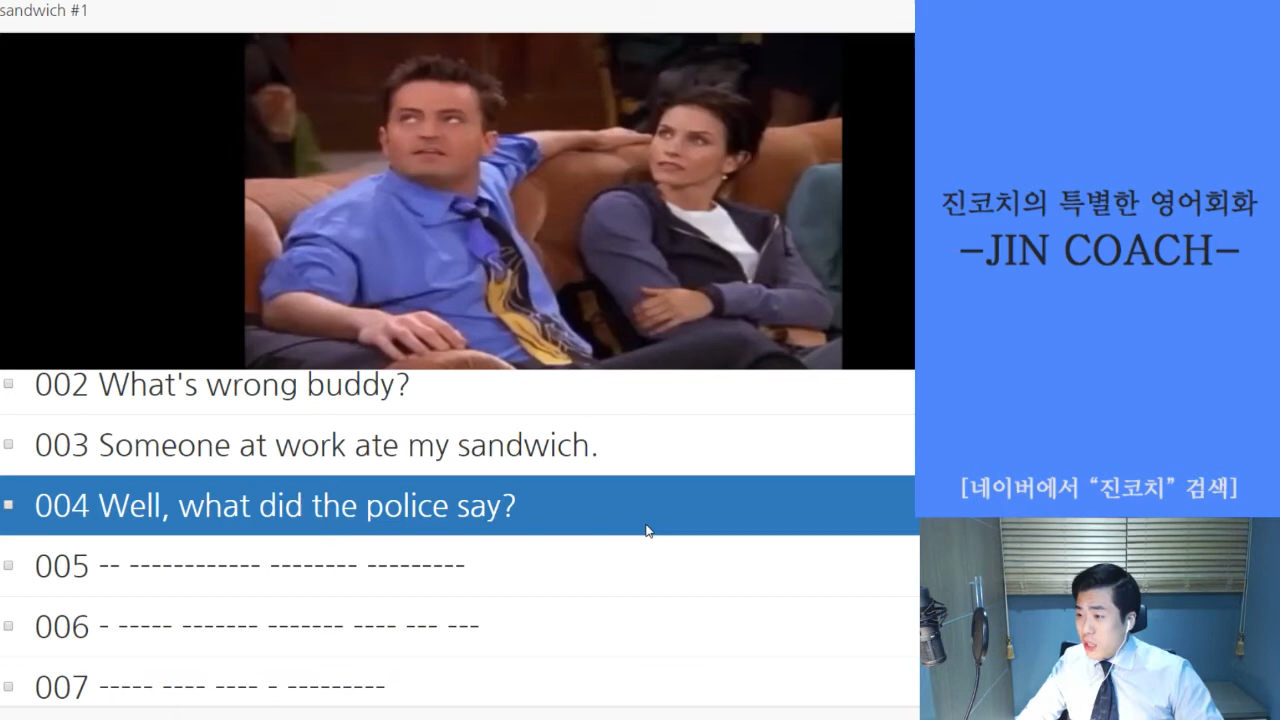 sandwich #1
002 What's wrong buddy?
003 Someone at work ate my sandwich.
004 Well, what did the police say?
005 -- ------------ -------- ---------
006 - ----- ------- ------- ---- --- ---
007 ----- ---- ---- - ---------
진코치의 특별한 영어회화
–JIN COACH–
[네이버에서 “진코치” 검색]